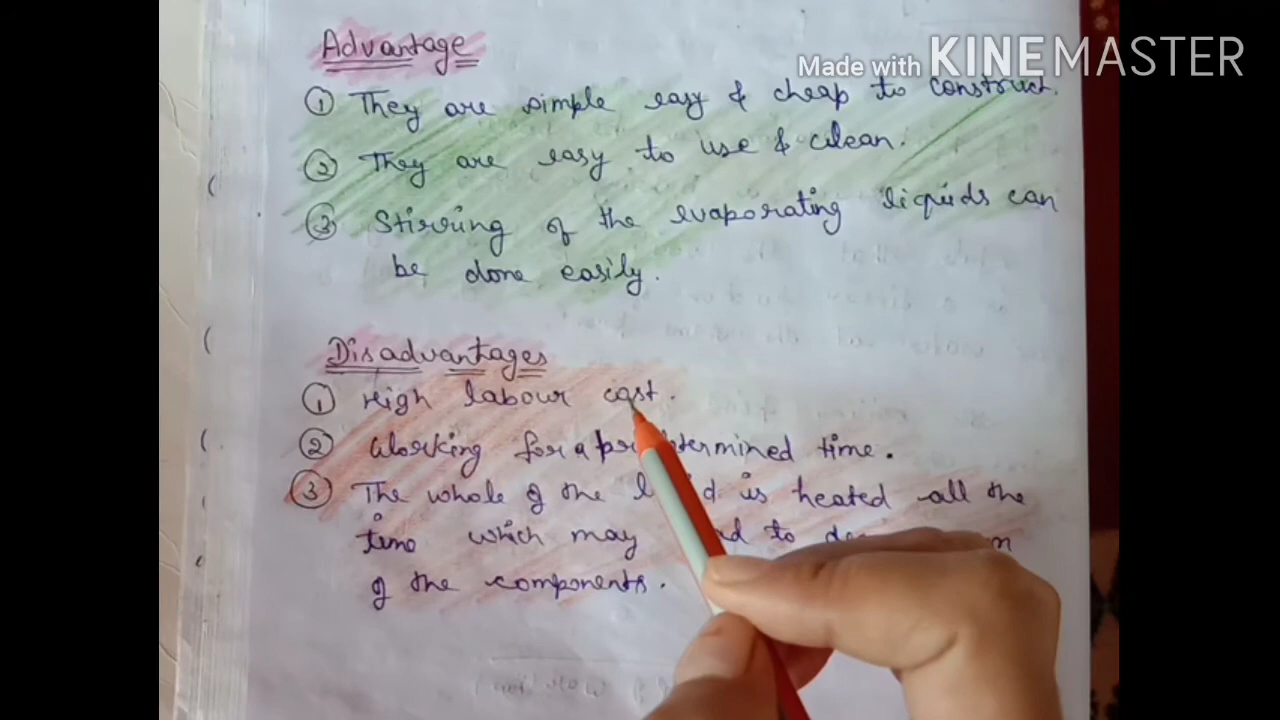 Made with KINEMASTER
Advantage
① They are simple easy & cheap to construct.
② They are easy to use & clean.
③ Stirring of the evaporating liquids can
be done easily.
Disadvantages
① High labour cost.
② Working for a predetermined time.
③ The whole of the is heated all the
time which may to
of the components.